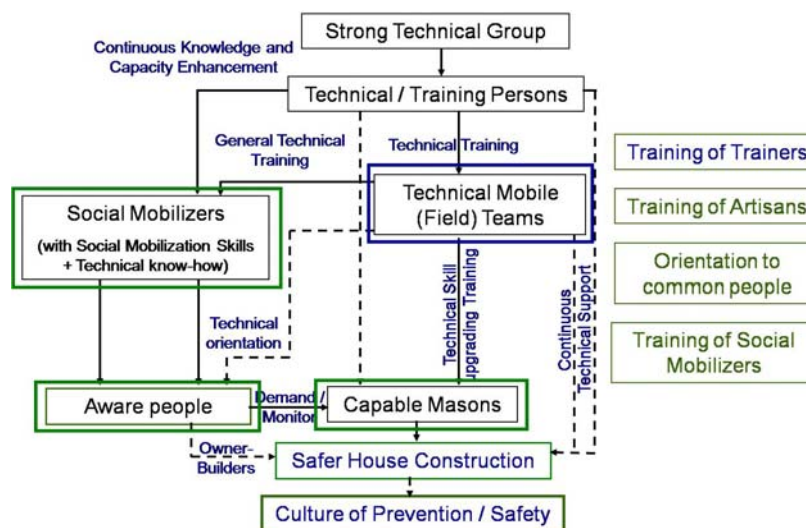 Strong Technical Group
Continuous Knowledge and
Capacity Enhancement
Technical / Training Persons
General Technical
Training
Technical Training
Training of Trainers
Social Mobilizers
(with Social Mobilization Skills
+ Technical know-how)
Technical Mobile
(Field) Teams
Training of Artisans
Orientation to
common people
Technical
orientation
Technical Skill
upgrading Training
Continuous
Technical Support
Training of Social
Mobilizers
Aware people
Demand /
Monitor
Capable Masons
Owner-
Builders
Safer House Construction
Culture of Prevention / Safety